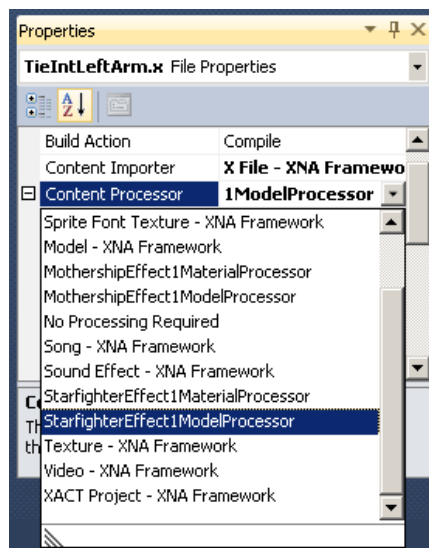 Properties
TieIntLeftArm.x File Properties
Build Action Compile
Content Importer X File - XNA Framewo
Content Processor 1ModelProcessor
Sprite Font Texture - XNA Framework
Model - XNA Framework
MothershipEffect1MaterialProcessor
MothershipEffect1ModelProcessor
No Processing Required
Song - XNA Framework
Sound Effect - XNA Framework
StarfighterEffect1MaterialProcessor
StarfighterEffect1ModelProcessor
Texture - XNA Framework
Video - XNA Framework
XACT Project - XNA Framework